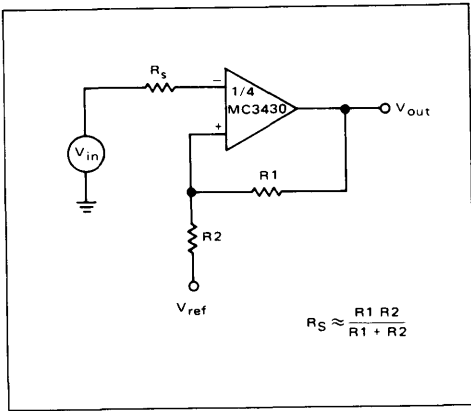 Rs
−
1/4
MC3430
+
Vout
Vin
R1
R2
Vref
RS ≈ R1 R2
R1 + R2